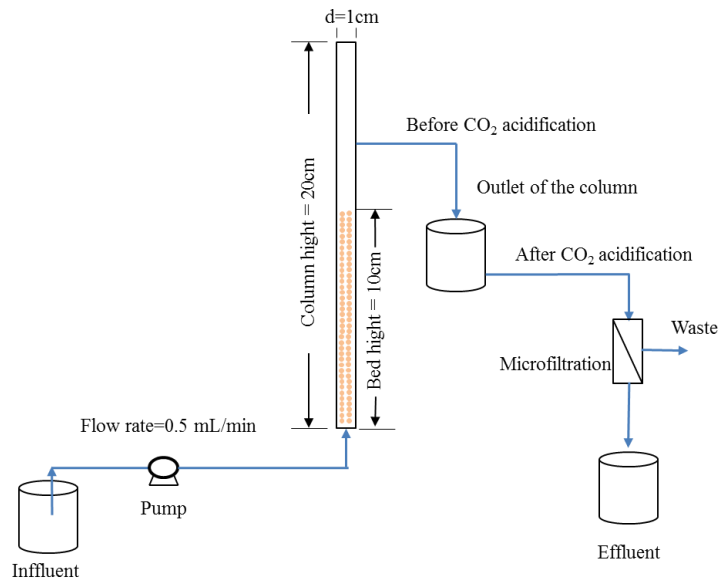 d=1cm
Before CO₂ acidification
Outlet of the column
Column hight = 20cm
Bed hight = 10cm
After CO₂ acidification
Waste
Microfiltration
Flow rate=0.5 mL/min
Pump
Inffluent
Effluent